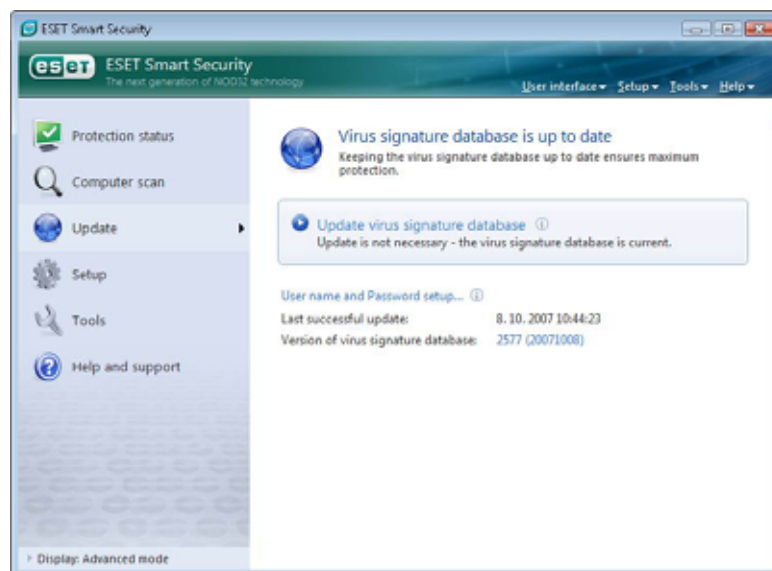 ESET Smart Security
eset
ESET Smart Security
The next generation of NOD32 technology
User interface Setup Tools Help
Protection status
Computer scan
Update
Setup
Tools
Help and support
Display: Advanced mode
Virus signature database is up to date
Keeping the virus signature database up to date ensures maximum
protection.
Update virus signature database
Update is not necessary - the virus signature database is current.
User name and Password setup...
Last successful update: 8. 10. 2007 10:44:23
Version of virus signature database: 2577 (20071008)